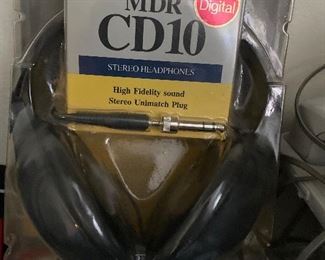 MDR
Digital
CD10
STEREO HEADPHONES
High Fidelity sound
Stereo Unimatch Plug